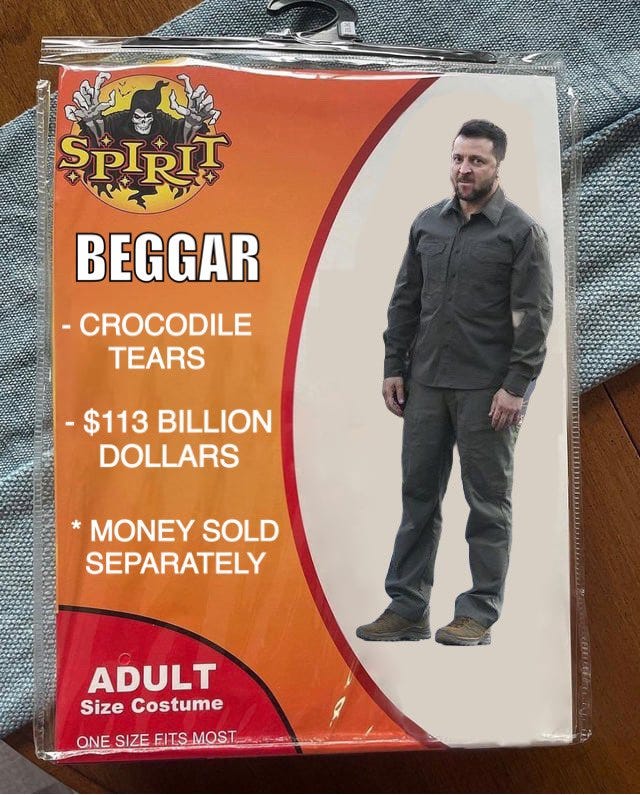 SPIRIT
BEGGAR
- CROCODILE
TEARS
- $113 BILLION
DOLLARS
* MONEY SOLD
SEPARATELY
ADULT
Size Costume
ONE SIZE FITS MOST